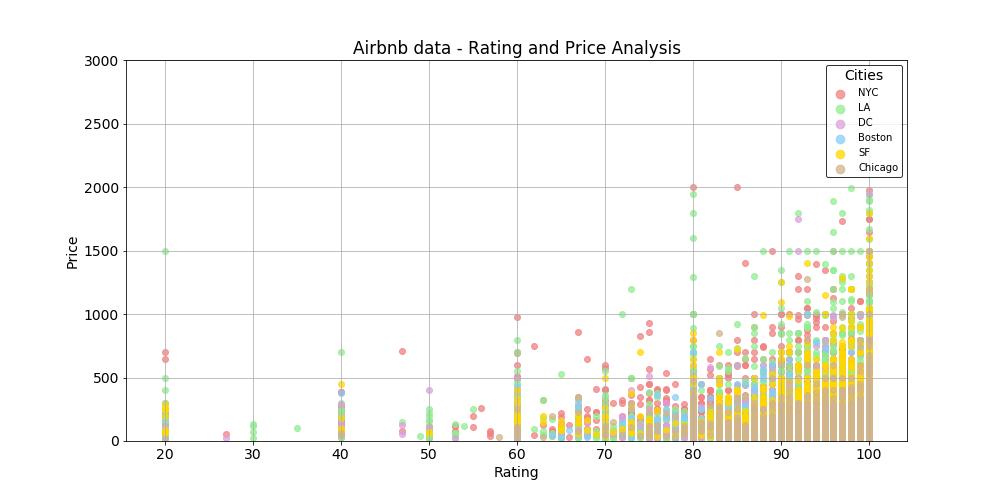 Airbnb data - Rating and Price Analysis
3000
2500
2000
1500
1000
500
0
Price
Cities
NYC
LA
DC
Boston
SF
Chicago
20 30 40 50 60 70 80 90 100
Rating